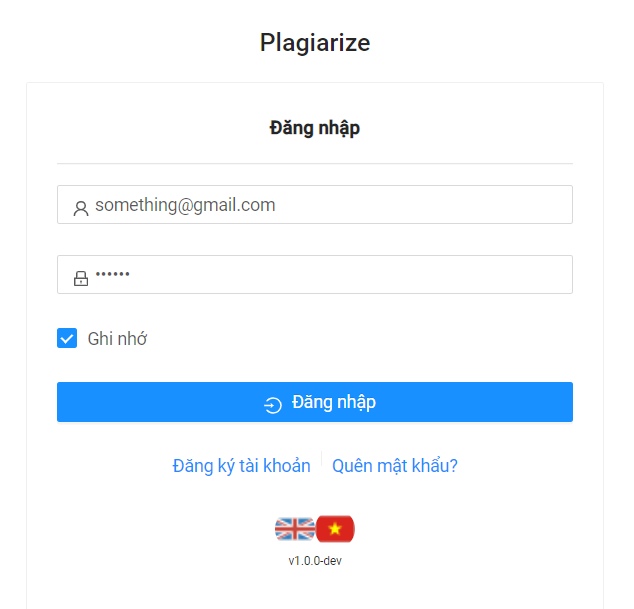 Plagiarize
Đăng nhập
something@gmail.com
••••••
Ghi nhớ
Đăng nhập
Đăng ký tài khoản Quên mật khẩu?
v1.0.0-dev